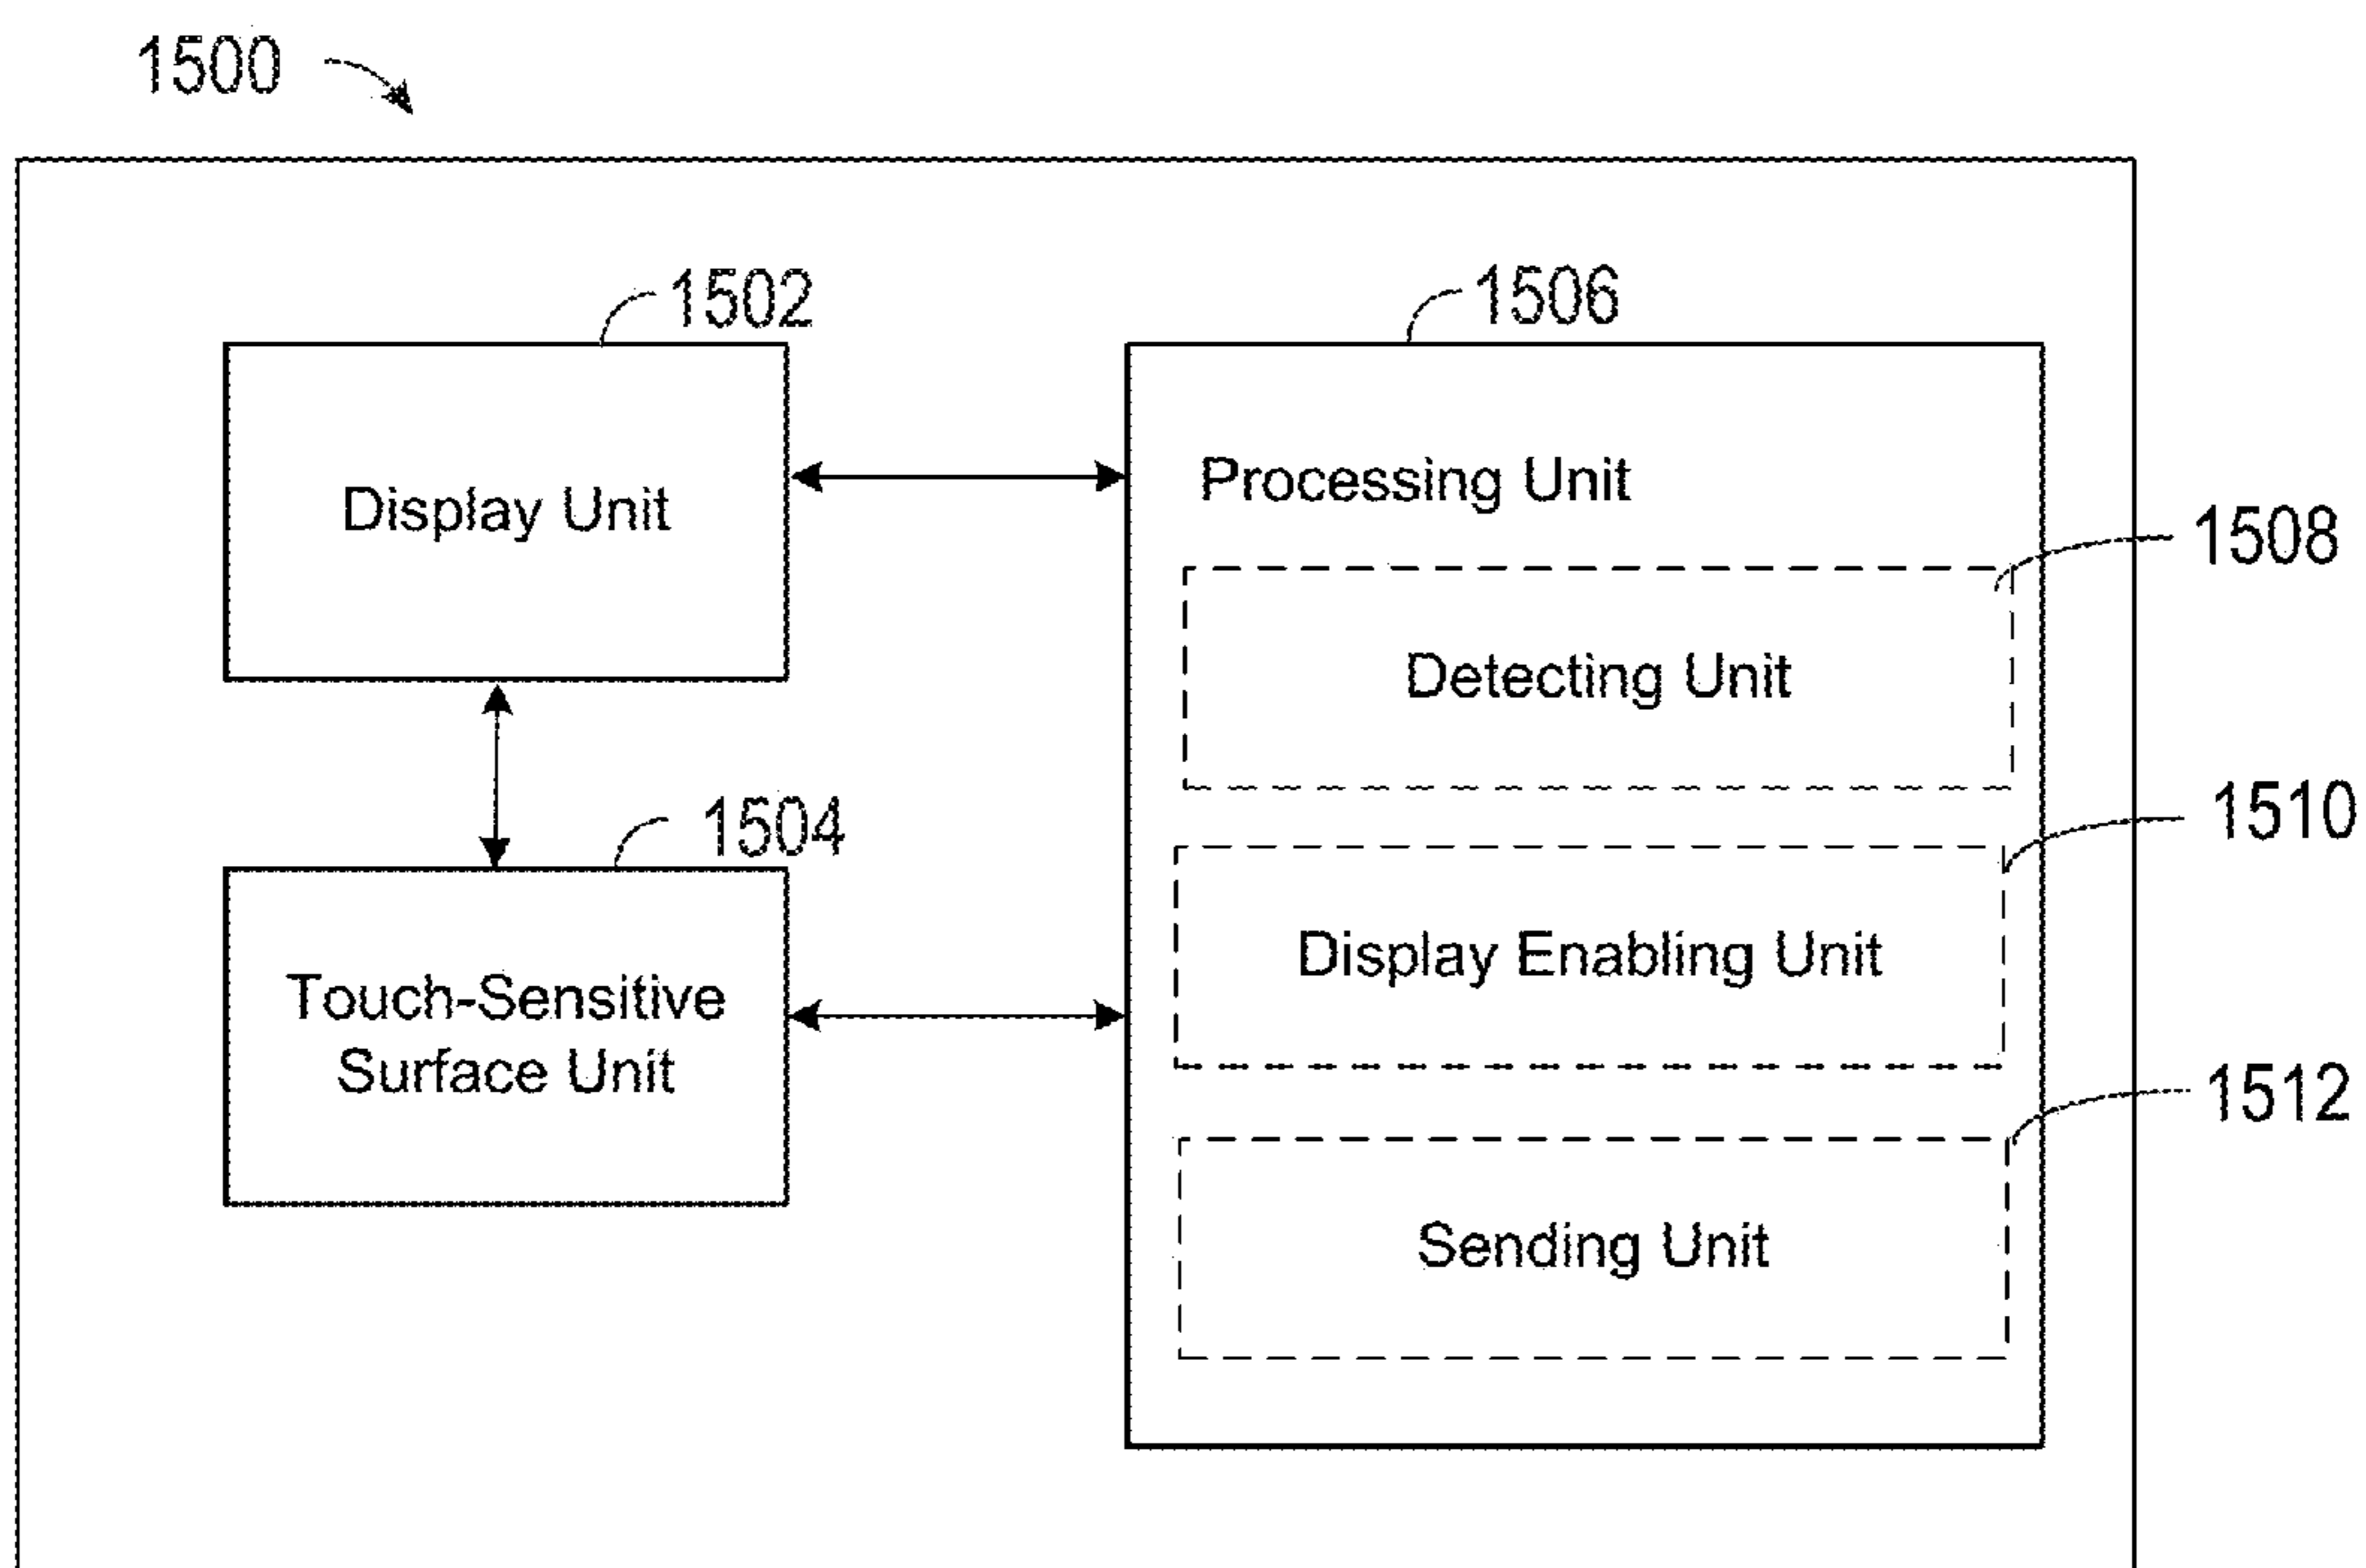 1500
1502
1506
Display Unit
Processing Unit
1508
Detecting Unit
1504
1510
Touch-Sensitive
Surface Unit
Display Enabling Unit
1512
Sending Unit